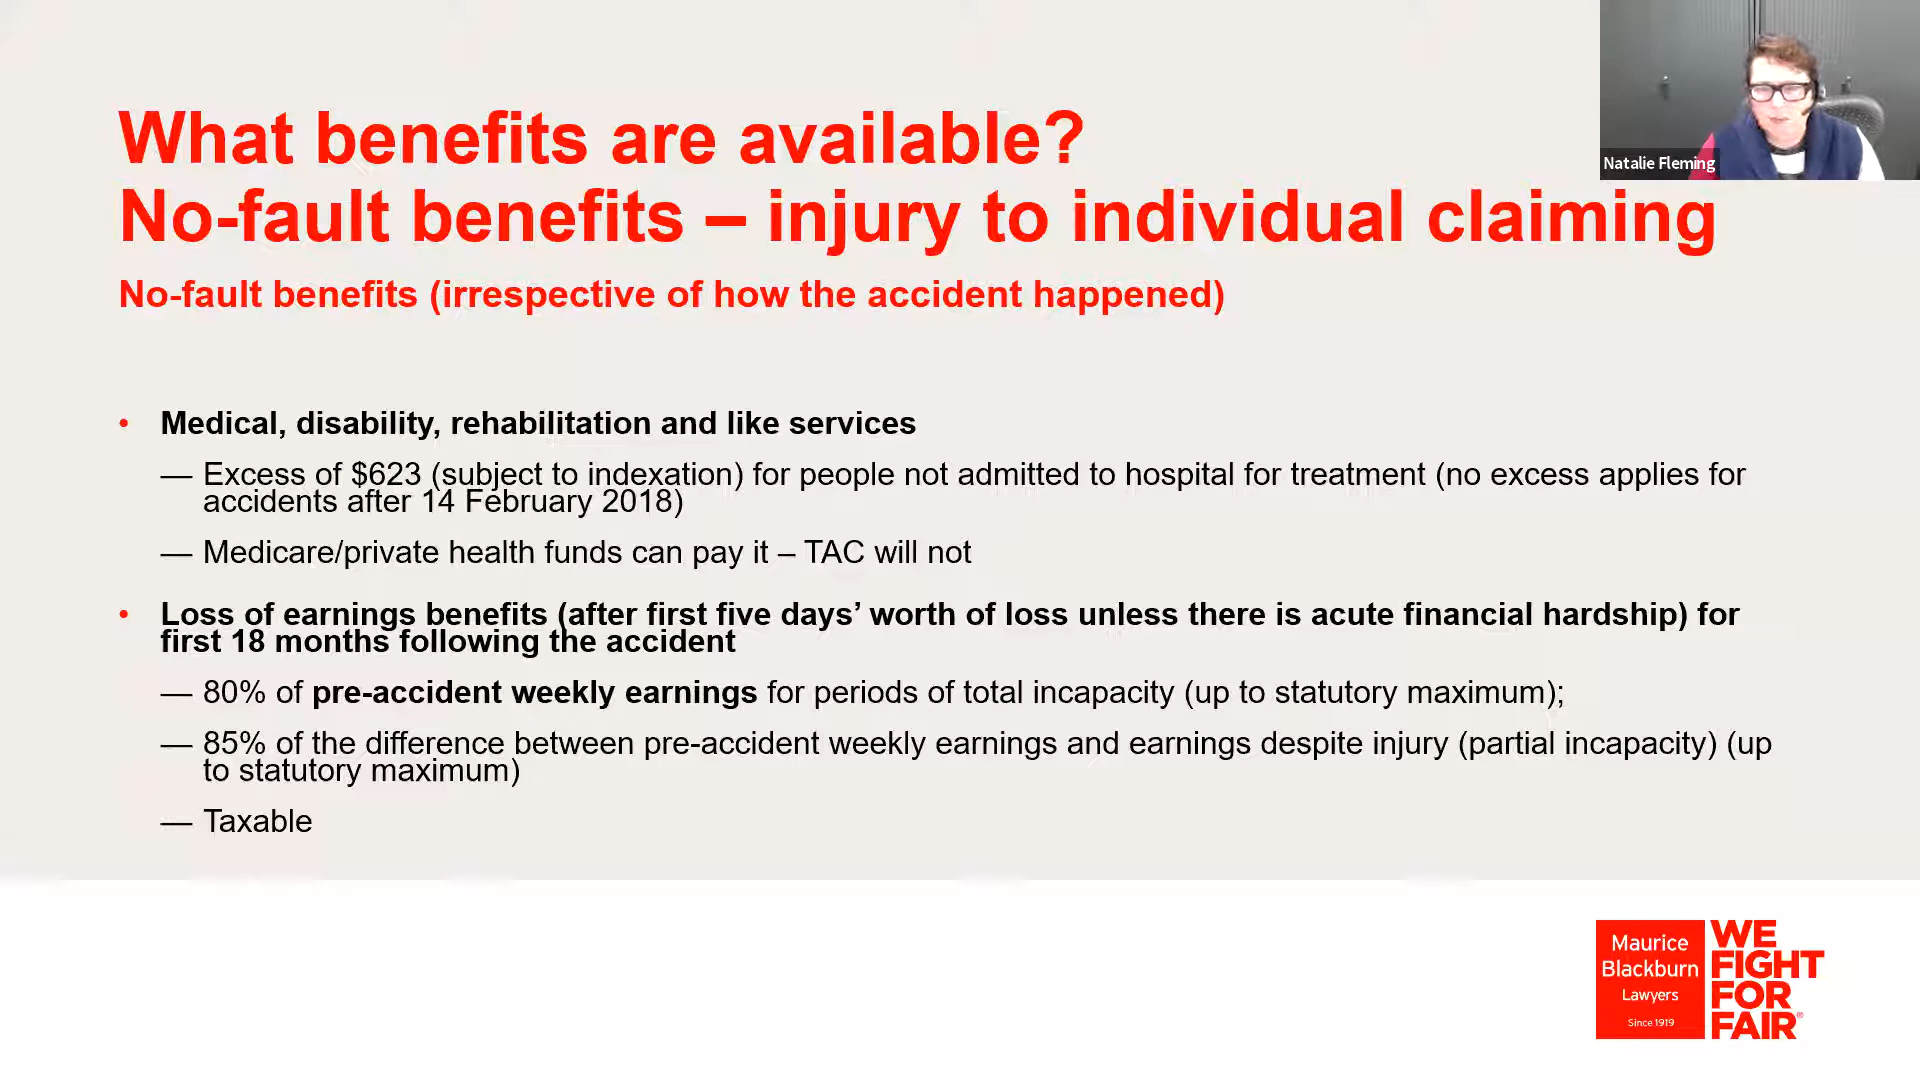 What benefits are available?
No-fault benefits – injury to individual claiming
No-fault benefits (irrespective of how the accident happened)
• Medical, disability, rehabilitation and like services
— Excess of $623 (subject to indexation) for people not admitted to hospital for treatment (no excess applies for
accidents after 14 February 2018)
— Medicare/private health funds can pay it – TAC will not
• Loss of earnings benefits (after first five days’ worth of loss unless there is acute financial hardship) for
first 18 months following the accident
— 80% of pre-accident weekly earnings for periods of total incapacity (up to statutory maximum);
— 85% of the difference between pre-accident weekly earnings and earnings despite injury (partial incapacity) (up
to statutory maximum)
— Taxable
Natalie Fleming
Maurice
Blackburn
Lawyers
Since 1919
WE
FIGHT
FOR
FAIR®